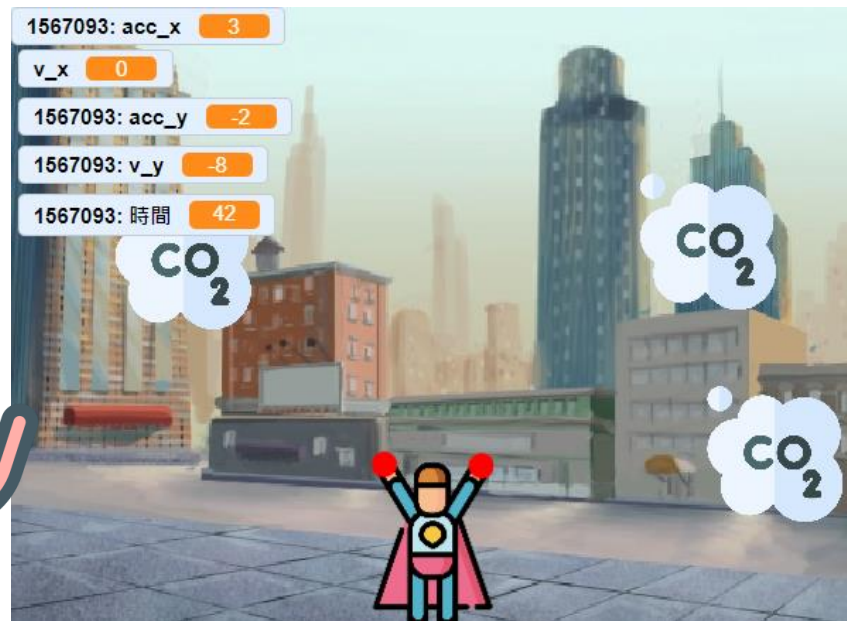 1567093: acc_x 3
v_x 0
1567093: acc_y -2
1567093: v_y -8
1567093: 時間 42
CO2
CO2
CO2